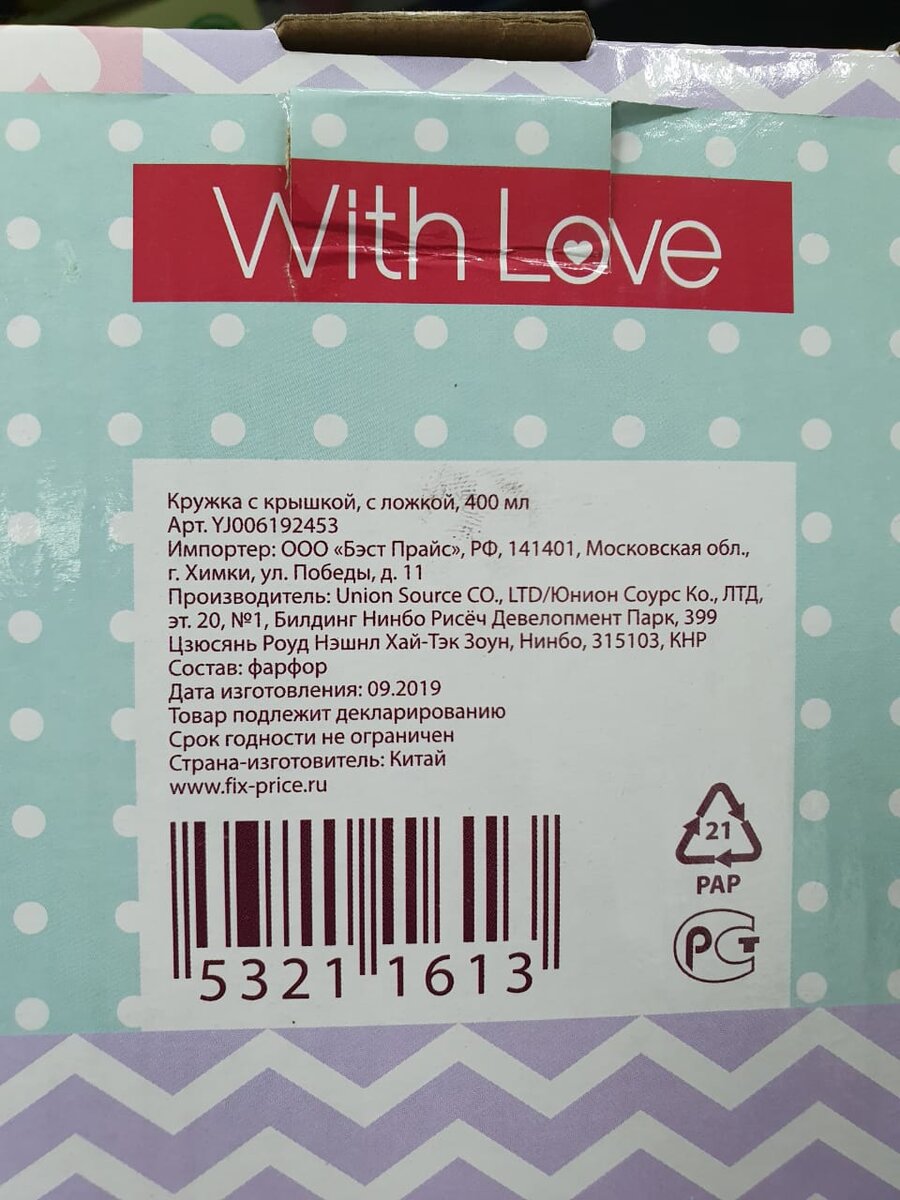 With Love
Кружка с крышкой, с ложкой, 400 мл
Арт. YJ006192453
Импортер: ООО «Бэст Прайс», РФ, 141401, Московская обл.,
г. Химки, ул. Победы, д. 11
Производитель: Union Source CO., LTD/Юнион Соурс Ко., ЛТД,
эт. 20, №1, Билдинг Нинбо Рисёч Девелопмент Парк, 399
Цзюсянь Роуд Нэшнл Хай-Тэк Зоун, Нинбо, 315103, КНР
Состав: фарфор
Дата изготовления: 09.2019
Товар подлежит декларированию
Срок годности не ограничен
Страна-изготовитель: Китай
www.fix-price.ru
21
PAP
РСТ
5321 1613